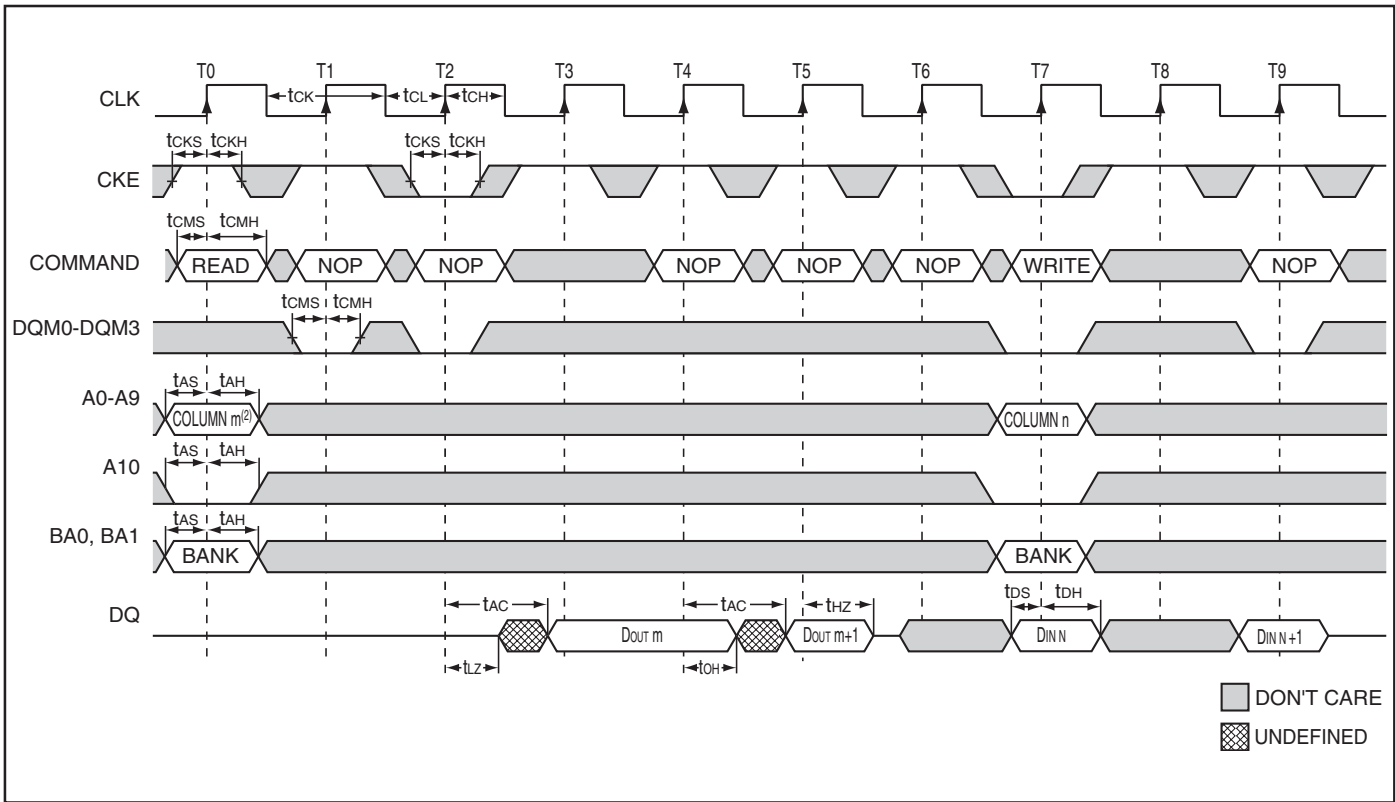 T0 T1 T2 T3 T4 T5 T6 T7 T8 T9
CLK tCK tCL tCH
tCKS tCKH tCKS tCKH
CKE
tCMS tCMH
COMMAND READ NOP NOP NOP NOP NOP WRITE NOP
tCMS tCMH
DQM0-DQM3
tAS tAH
A0-A9 COLUMN m(2) COLUMN n
tAS tAH
A10
tAS tAH
BA0, BA1 BANK BANK
tAC tAC tHZ tDS tDH
DQ DOUT m DOUT m+1 DIN N DIN N+1
tLZ tOH
DON'T CARE
UNDEFINED